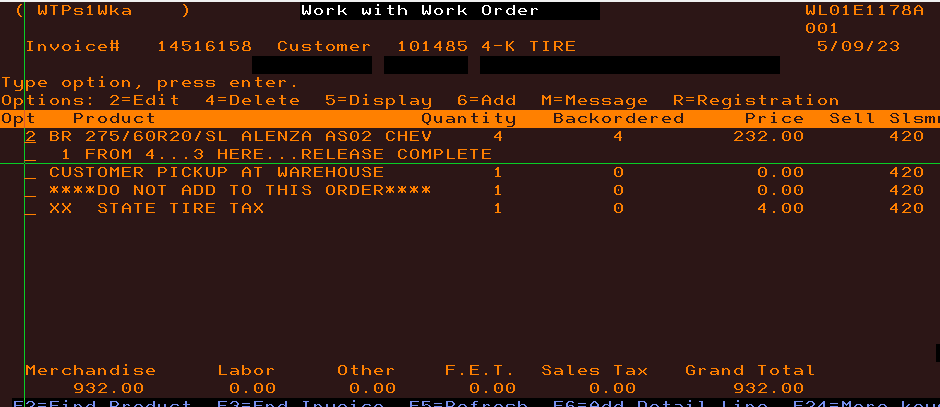 ( WTPs1Wka    )    Work with Work Order    WL01E1178A
001
Invoice#  14516158  Customer  101485 4-K TIRE    5/09/23
Type option, press enter.
Options: 2=Edit  4=Delete  5=Display  6=Add  M=Message  R=Registration
Opt  Product  Quantity  Backordered  Price  Sell  Slsmn
2 BR 275/60R20/SL ALENZA AS02 CHEV  4  4  232.00  420
_ 1 FROM 4...3 HERE...RELEASE COMPLETE
_ CUSTOMER PICKUP AT WAREHOUSE  1  0  0.00  420
_ ****DO NOT ADD TO THIS ORDER****  1  0  0.00  420
_ XX  STATE TIRE TAX  1  0  4.00  420
Merchandise  Labor  Other  F.E.T.  Sales Tax  Grand Total
932.00  0.00  0.00  0.00  0.00  932.00
F2=Find Product  F3=End Invoice  F5=Refresh  F6=Add Detail Line  F24=More keys